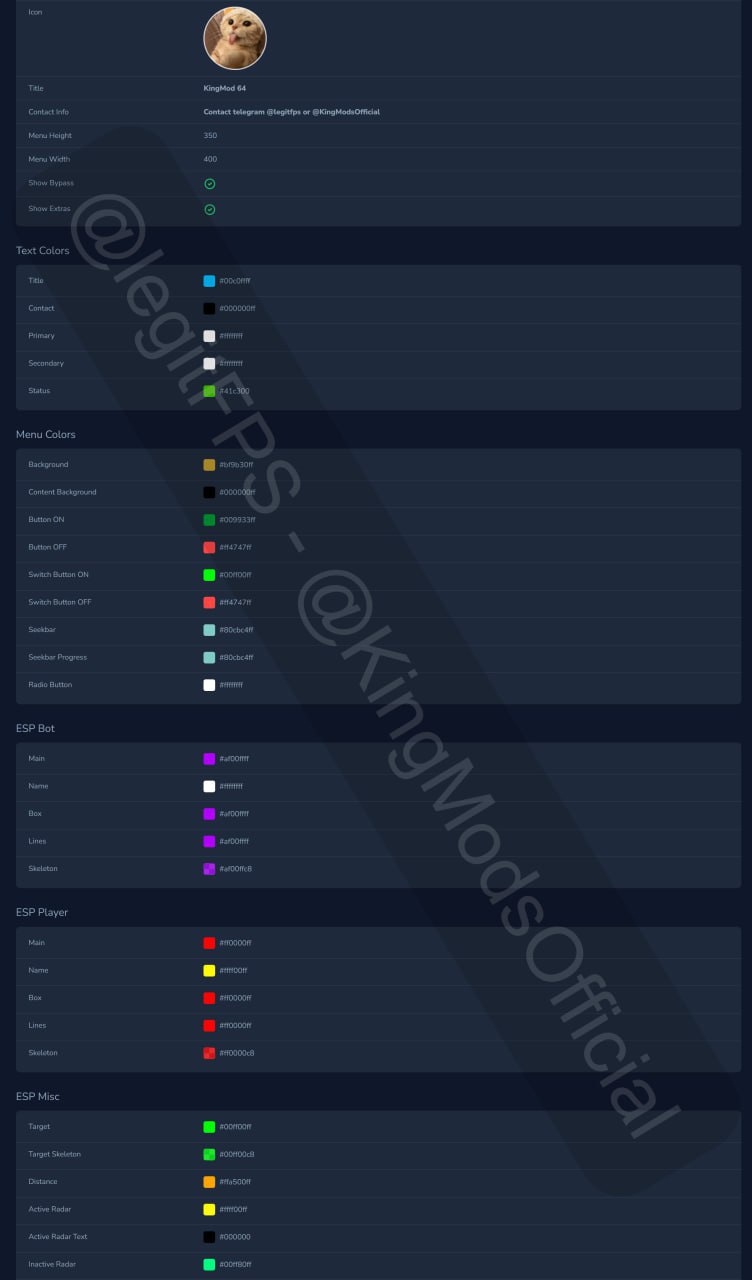 Icon
Title KingMod 64
Contact Info Contact telegram @legitfps or @KingModsOfficial
Menu Height 350
Menu Width 400
Show Bypass
Show Extras
Text Colors
Title #00c0ffff
Contact #000000ff
Primary #ffffffff
Secondary #ffffffff
Status #41c300
Menu Colors
Background #bf9b30ff
Content Background #000000ff
Button ON #009933ff
Button OFF #ff4747ff
Switch Button ON #00ff00ff
Switch Button OFF #ff4747ff
Seekbar #80cbc4ff
Seekbar Progress #80cbc4ff
Radio Button #ffffffff
ESP Bot
Main #af00ffff
Name #ffffffff
Box #af00ffff
Lines #af00ffff
Skeleton #af00ffc8
ESP Player
Main #ff0000ff
Name #ffff00ff
Box #ff0000ff
Lines #ff0000ff
Skeleton #ff0000c8
ESP Misc
Target #00ff00ff
Target Skeleton #00ff00c8
Distance #ffa500ff
Active Radar #ffff00ff
Active Radar Text #000000
Inactive Radar #00ff80ff
@legitFPS - @KingModsOfficial